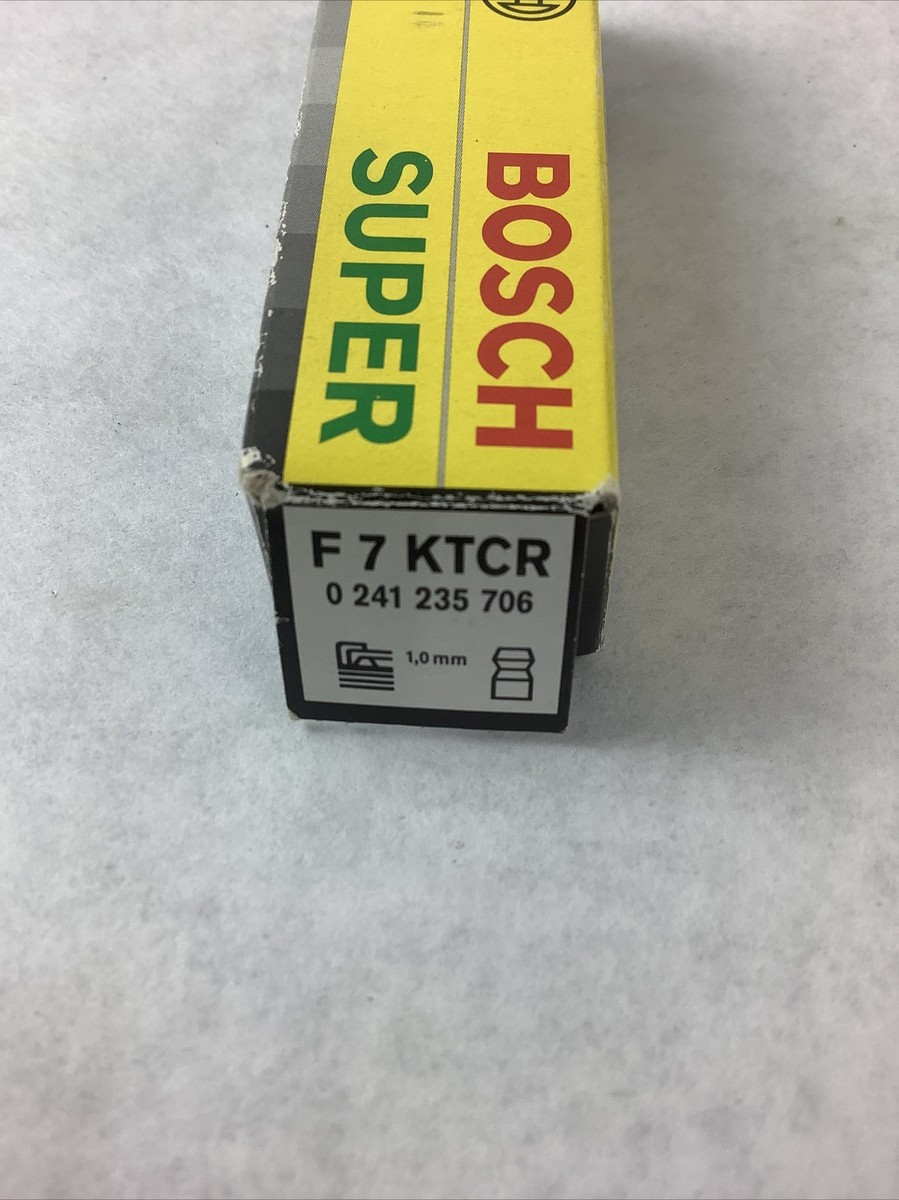 BOSCH
SUPER
F 7 KTCR
0 241 235 706
1,0 mm